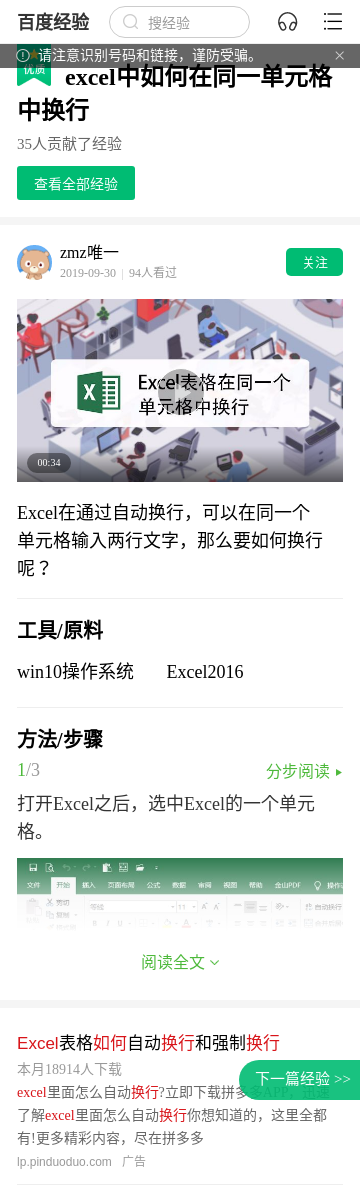 百度经验
搜经验
请注意识别号码和链接，谨防受骗。
优质
excel中如何在同一单元格
中换行
35人贡献了经验
查看全部经验
zmz唯一
2019-09-30 | 94人看过
关注
Excel表格在同一个
单元格中换行
00:34
Excel在通过自动换行，可以在同一个
单元格输入两行文字，那么要如何换行
呢？
工具/原料
win10操作系统 Excel2016
方法/步骤
1/3
分步阅读
打开Excel之后，选中Excel的一个单元
格。
文件 开始 插入 页面布局 公式 数据 审阅 视图 帮助 金山PDF 操作
剪切
复制
自动换行
阅读全文
Excel表格如何自动换行和强制换行
本月18914人下载
excel里面怎么自动换行?立即下载拼多多APP，迅速
下一篇经验 >>
了解excel里面怎么自动换行你想知道的，这里全都
有!更多精彩内容，尽在拼多多
lp.pinduoduo.com 广告